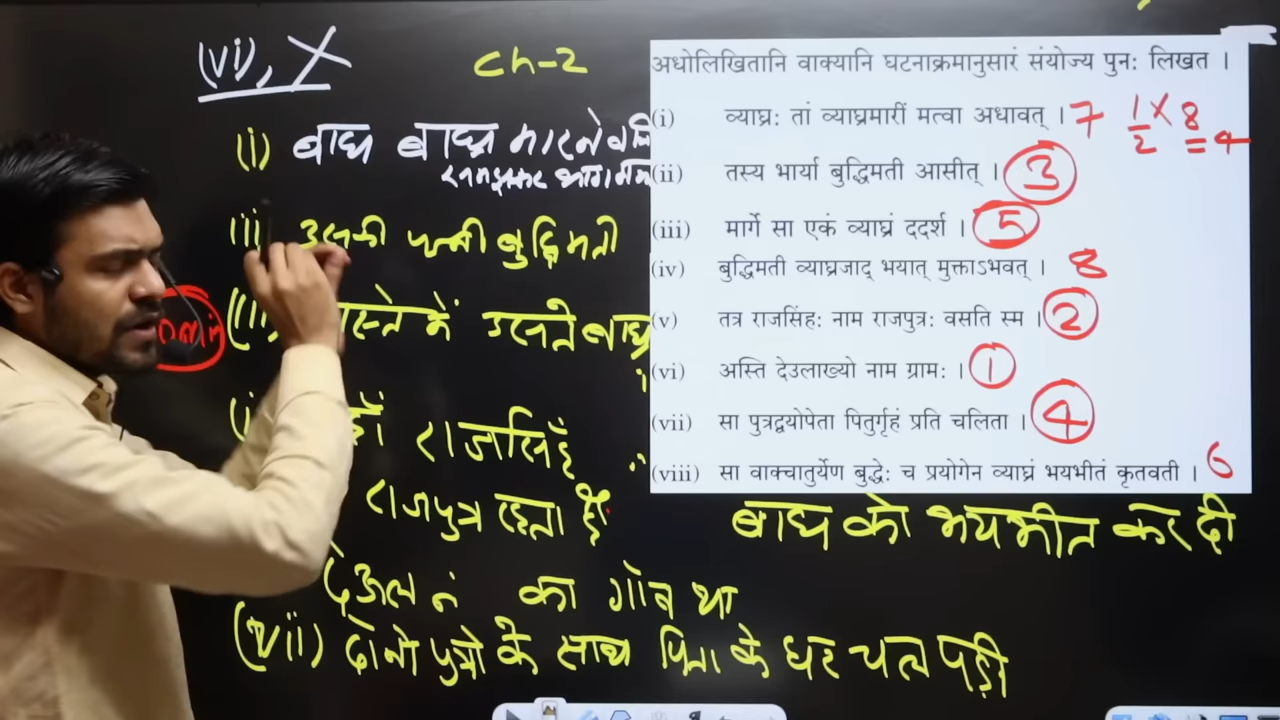 (vi), X
Ch-2
(i) बाघ बाघ मारने
समझकर भाग
उसकी पत्नी बुद्धिमती
रास्ते में उसने बाघ
राजसिंह
राजपुत्र रहता है
का गाँव था
(vii) दोनो पुत्रो के साथ पिता के घर चल पड़ी
अधोलिखितानि वाक्यानि घटनाक्रमानुसारं संयोज्य पुनः लिखत ।
(i) व्याघ्रः तां व्याघ्रमारीं मत्वा अधावत् । 7
1/2 X 8 = 4
(ii) तस्य भार्या बुद्धिमती आसीत् । 3
(iii) मार्गे सा एकं व्याघ्रं ददर्श । 5
(iv) बुद्धिमती व्याघ्रजाद् भयात् मुक्ताऽभवत् । 8
(v) तत्र राजसिंहः नाम राजपुत्रः वसति स्म । 2
(vi) अस्ति देउलाख्यो नाम ग्रामः । 1
(vii) सा पुत्रद्वयोपेता पितुर्गृहं प्रति चलिता । 4
(viii) सा वाक्चातुर्येण बुद्धेः च प्रयोगेन व्याघ्रं भयभीतं कृतवती । 6
बाघ को भयभीत कर दी